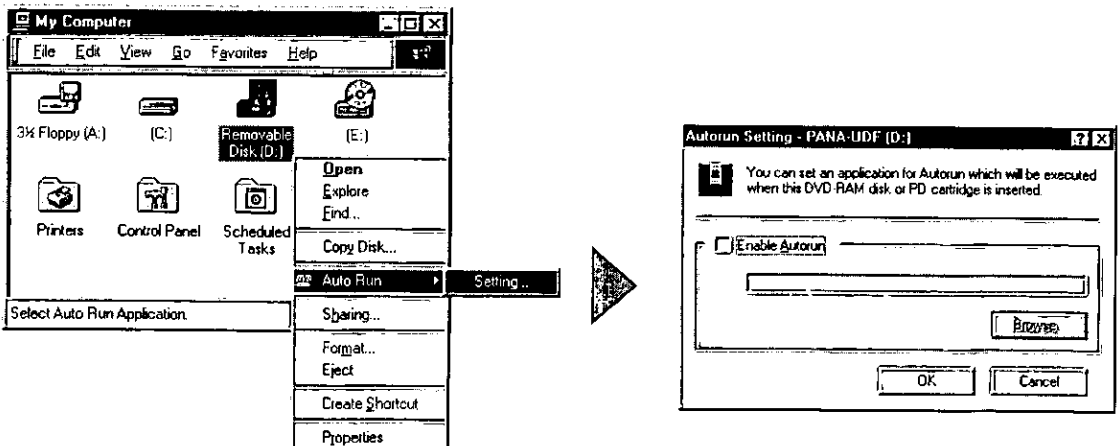 My Computer
File Edit View Go Favorites Help
3½ Floppy (A:) (C:) Removable Disk (D:) (E:)
Printers Control Panel Scheduled Tasks
Open
Explore
Find...
Copy Disk...
Auto Run
Setting...
Sharing...
Format...
Eject
Create Shortcut
Properties
Select Auto Run Application.
Autorun Setting - PANA-UDF (D:)
You can set an application for Autorun which will be executed
when this DVD-RAM disk or PD cartridge is inserted.
Enable Autorun
Browse
OK Cancel